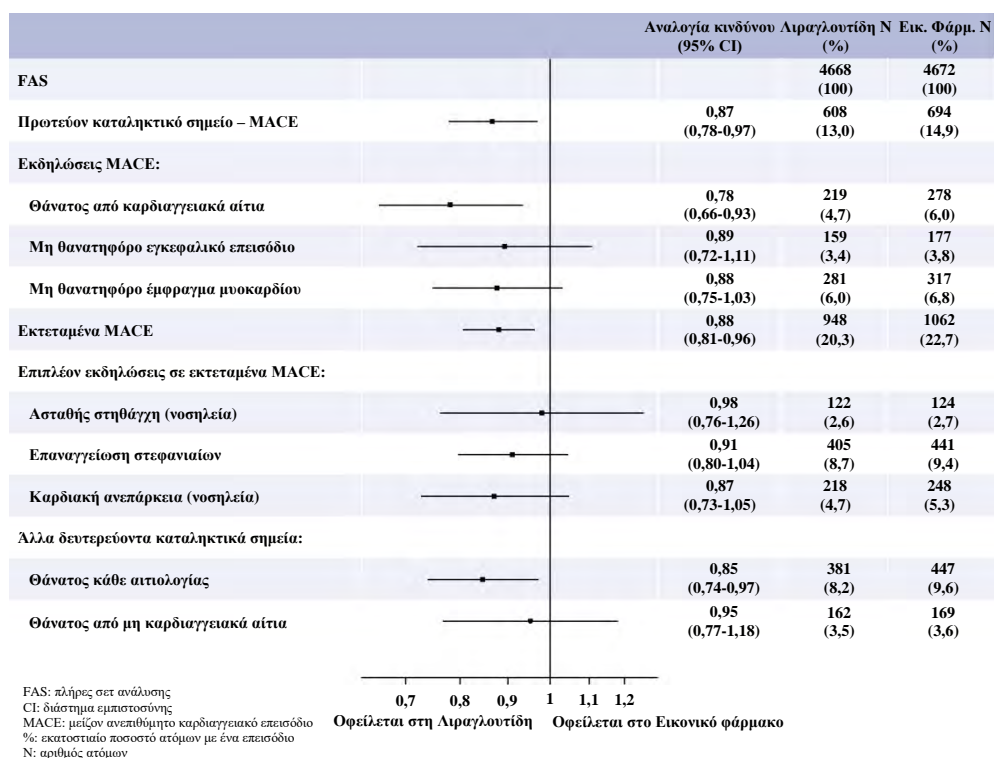 Αναλογία κινδύνου Λιραγλουτίδη N Εικ. Φάρμ. N
(95% CI) (%) (%)
FAS 4668 4672
(100) (100)
Πρωτεύον καταληκτικό σημείο – MACE 0,87 608 694
(0,78-0,97) (13,0) (14,9)
Εκδηλώσεις MACE:
Θάνατος από καρδιαγγειακά αίτια 0,78 219 278
(0,66-0,93) (4,7) (6,0)
Μη θανατηφόρο εγκεφαλικό επεισόδιο 0,89 159 177
(0,72-1,11) (3,4) (3,8)
Μη θανατηφόρο έμφραγμα μυοκαρδίου 0,88 281 317
(0,75-1,03) (6,0) (6,8)
Εκτεταμένα MACE 0,88 948 1062
(0,81-0,96) (20,3) (22,7)
Επιπλέον εκδηλώσεις σε εκτεταμένα MACE:
Ασταθής στηθάγχη (νοσηλεία) 0,98 122 124
(0,76-1,26) (2,6) (2,7)
Επαναγγείωση στεφανιαίων 0,91 405 441
(0,80-1,04) (8,7) (9,4)
Καρδιακή ανεπάρκεια (νοσηλεία) 0,87 218 248
(0,73-1,05) (4,7) (5,3)
Άλλα δευτερεύοντα καταληκτικά σημεία:
Θάνατος κάθε αιτιολογίας 0,85 381 447
(0,74-0,97) (8,2) (9,6)
Θάνατος από μη καρδιαγγειακά αίτια 0,95 162 169
(0,77-1,18) (3,5) (3,6)
0,7 0,8 0,9 1 1,1 1,2
Οφείλεται στη Λιραγλουτίδη Οφείλεται στο Εικονικό φάρμακο
FAS: πλήρες σετ ανάλυσης
CI: διάστημα εμπιστοσύνης
MACE: μείζον ανεπιθύμητο καρδιαγγειακό επεισόδιο
%: εκατοστιαίο ποσοστό ατόμων με ένα επεισόδιο
N: αριθμός ατόμων